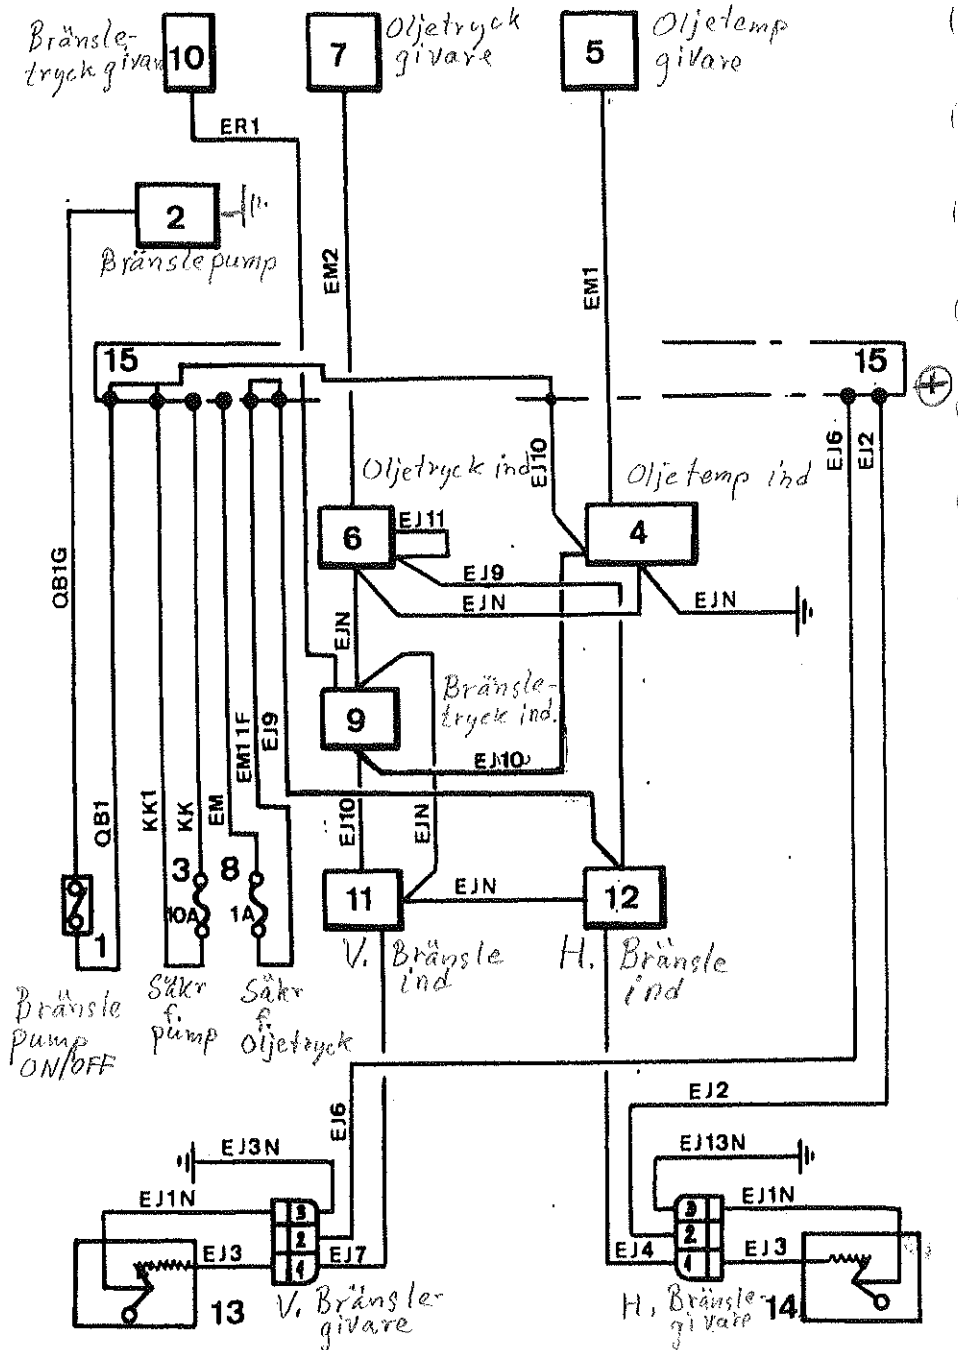 Bränsle-
tryckgivare
10
7
Oljetryck
givare
5
Oljetemp
givare
ER1
2
Bränslepump
EM2
EM1
15
15
+
EJ10
EJ6
EJ2
Oljetryck ind
Oljetemp ind
6
EJ11
4
QB1G
EJ9
EJN
EJN
EJN
9
Bränsle-
tryck ind.
EJ10
QB1
KK1
KK
EM
EM11F
EJ9
EJ10
EJN
3
8
10A
1A
1
11
EJN
12
V. Bränsle
ind
H. Bränsle
ind
Bränsle
pump
ON/OFF
Säkr
f.
pump
Säkr
f.
oljetryck
EJ2
EJ6
EJ3N
EJ13N
EJ1N
3
2
1
EJ3
EJ7
13
V. Bränsle-
givare
3
2
1
EJ1N
EJ4
EJ3
H. Bränsle-
givare
14